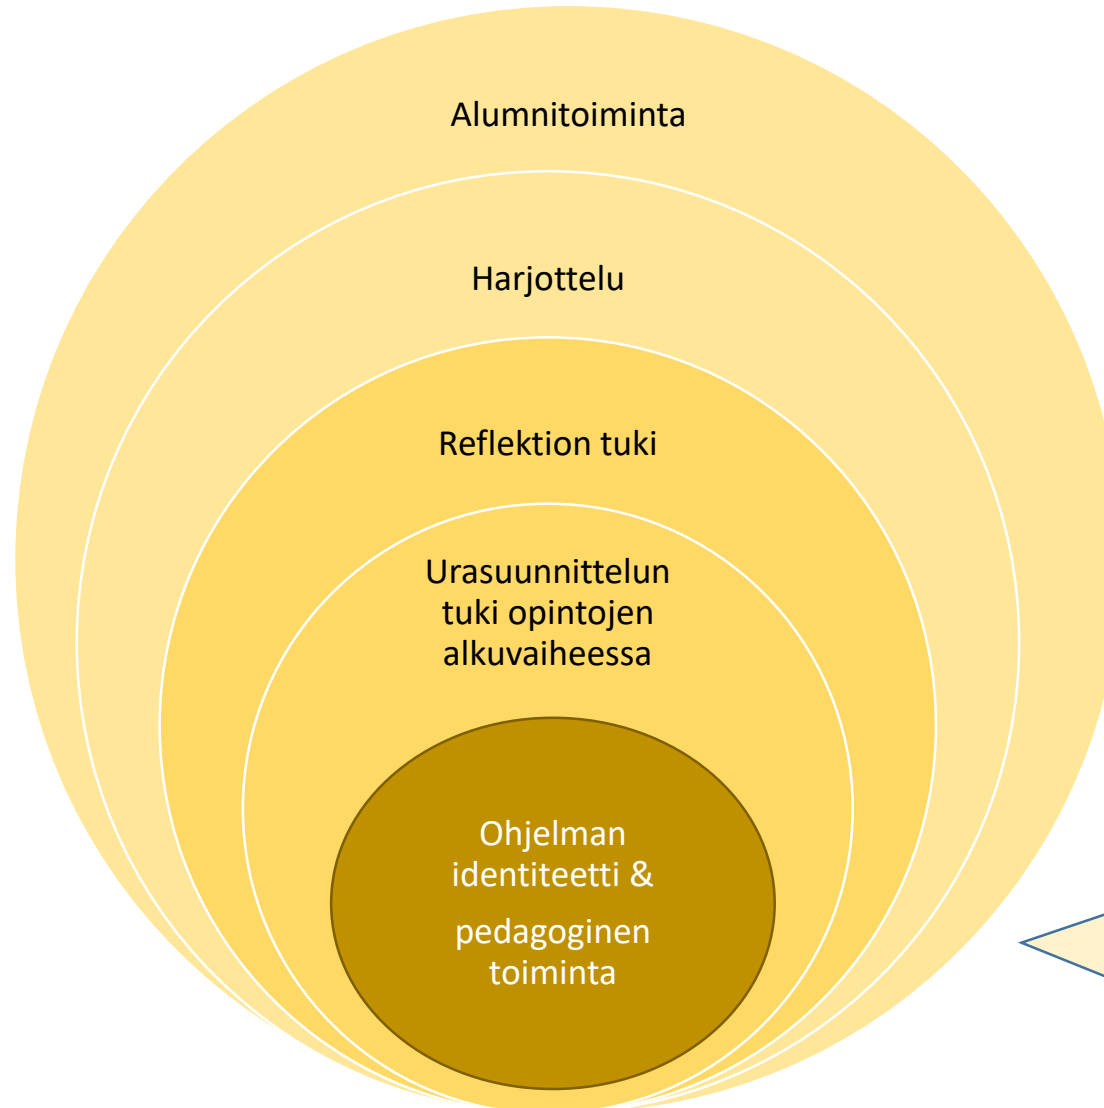 Alumnitoiminta
Harjottelu
Reflektion tuki
Urasuunnittelun
tuki opintojen
alkuvaiheessa
Ohjelman
identiteetti &
pedagoginen
toiminta